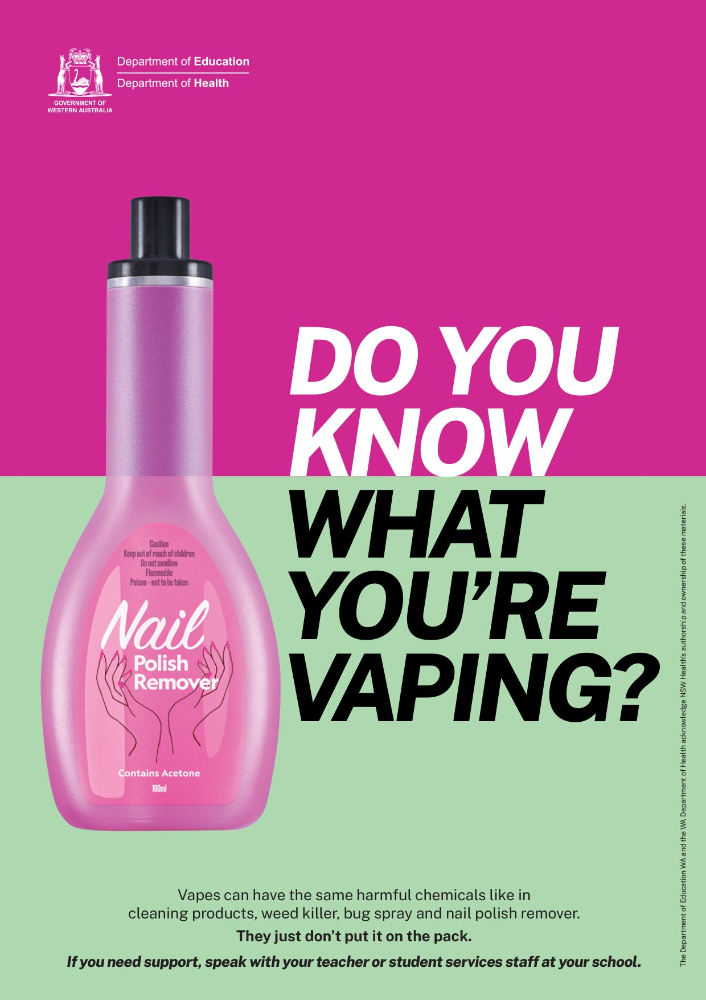 Department of Education
Department of Health
GOVERNMENT OF
WESTERN AUSTRALIA
DO YOU
KNOW
WHAT
YOU'RE
VAPING?
Caution
Keep out of reach of children
Do not swallow
Flammable
Poison – not to be taken
Nail
Polish
Remover
Contains Acetone
100ml
Vapes can have the same harmful chemicals like in
cleaning products, weed killer, bug spray and nail polish remover.
They just don't put it on the pack.
If you need support, speak with your teacher or student services staff at your school.
The Department of Education WA and the WA Department of Health acknowledge NSW Health's authorship and ownership of these materials.